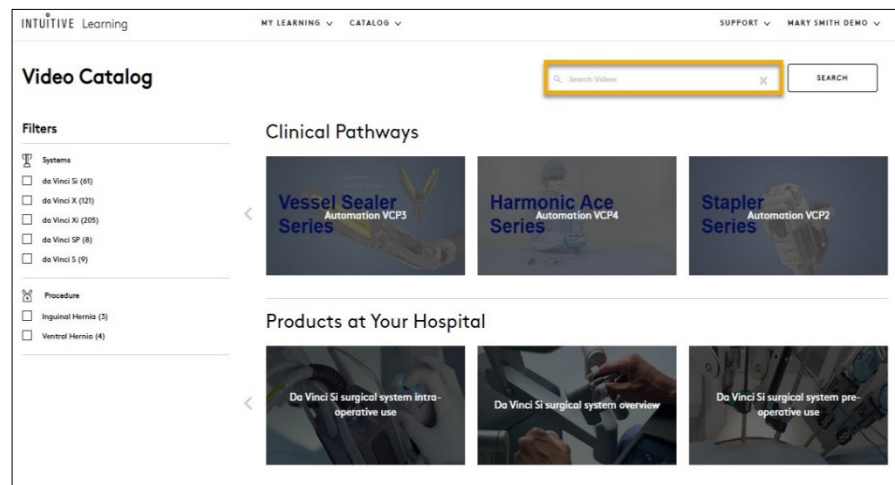 INTUITIVE Learning
MY LEARNING CATALOG
SUPPORT MARY SMITH DEMO
Video Catalog
Search Videos
SEARCH
Filters
Systems
da Vinci Si (61)
da Vinci X (121)
da Vinci Xi (205)
da Vinci SP (8)
da Vinci S (9)
Procedure
Inguinal Hernia (3)
Ventral Hernia (4)
Clinical Pathways
Vessel Sealer
Series
Automation VCP3
Harmonic Ace
Series
Automation VCP4
Stapler
Series
Automation VCP2
Products at Your Hospital
Da Vinci Si surgical system intra-
operative use
Da Vinci Si surgical system overview
Da Vinci Si surgical system pre-
operative use